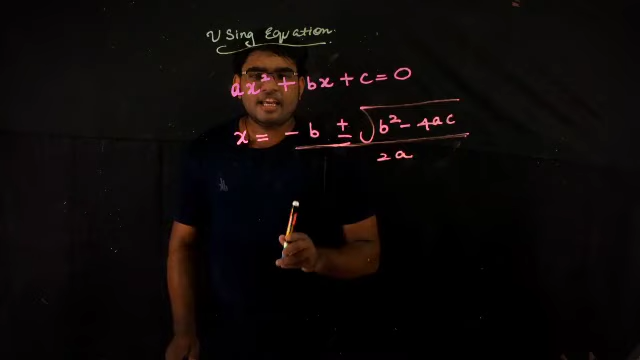 Using Equation.
ax² + bx + c = 0
x = -b ± √b² - 4ac
2a